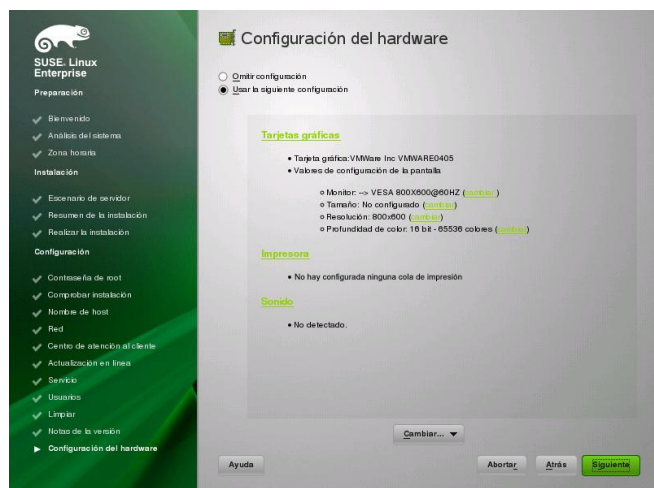 SUSE. Linux
Enterprise
Preparación
Bienvenido
Análisis del sistema
Zona horaria
Instalación
Escenario de servidor
Resumen de la instalación
Realizar la instalación
Configuración
Contraseña de root
Comprobar instalación
Nombre de host
Red
Centro de atención al cliente
Actualización en línea
Servicio
Usuarios
Limpiar
Notas de la versión
Configuración del hardware
Configuración del hardware
Omitir configuración
Usar la siguiente configuración
Tarjetas gráficas
Tarjeta gráfica:VMWare Inc VMWARE0405
Valores de configuración de la pantalla
Monitor: --> VESA 800X600@60HZ (cambiar)
Tamaño: No configurado (cambiar)
Resolución: 800x600 (cambiar)
Profundidad de color: 16 bit - 65536 colores (cambiar)
Impresora
No hay configurada ninguna cola de impresión
Sonido
No detectado.
Cambiar...
Ayuda
Abortar
Atrás
Siguiente